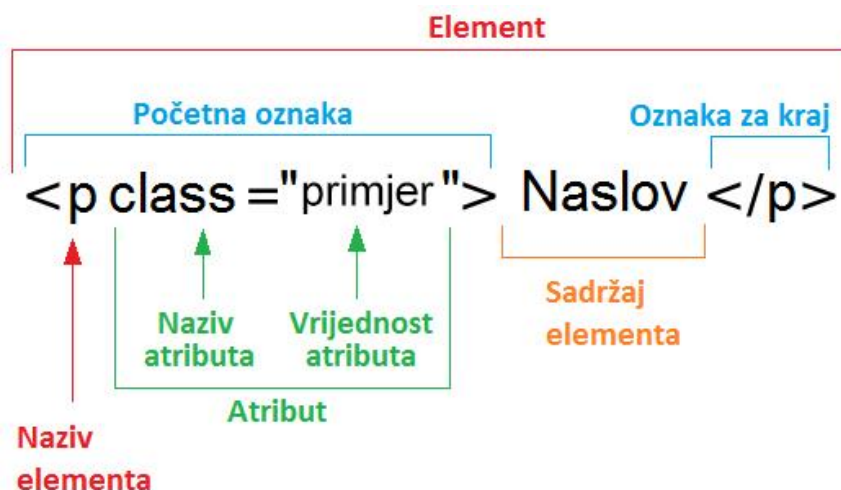 Element
Početna oznaka
Oznaka za kraj
<p class ="primjer "> Naslov </p>
Naziv
atributa
Vrijednost
atributa
Sadržaj
elementa
Atribut
Naziv
elementa